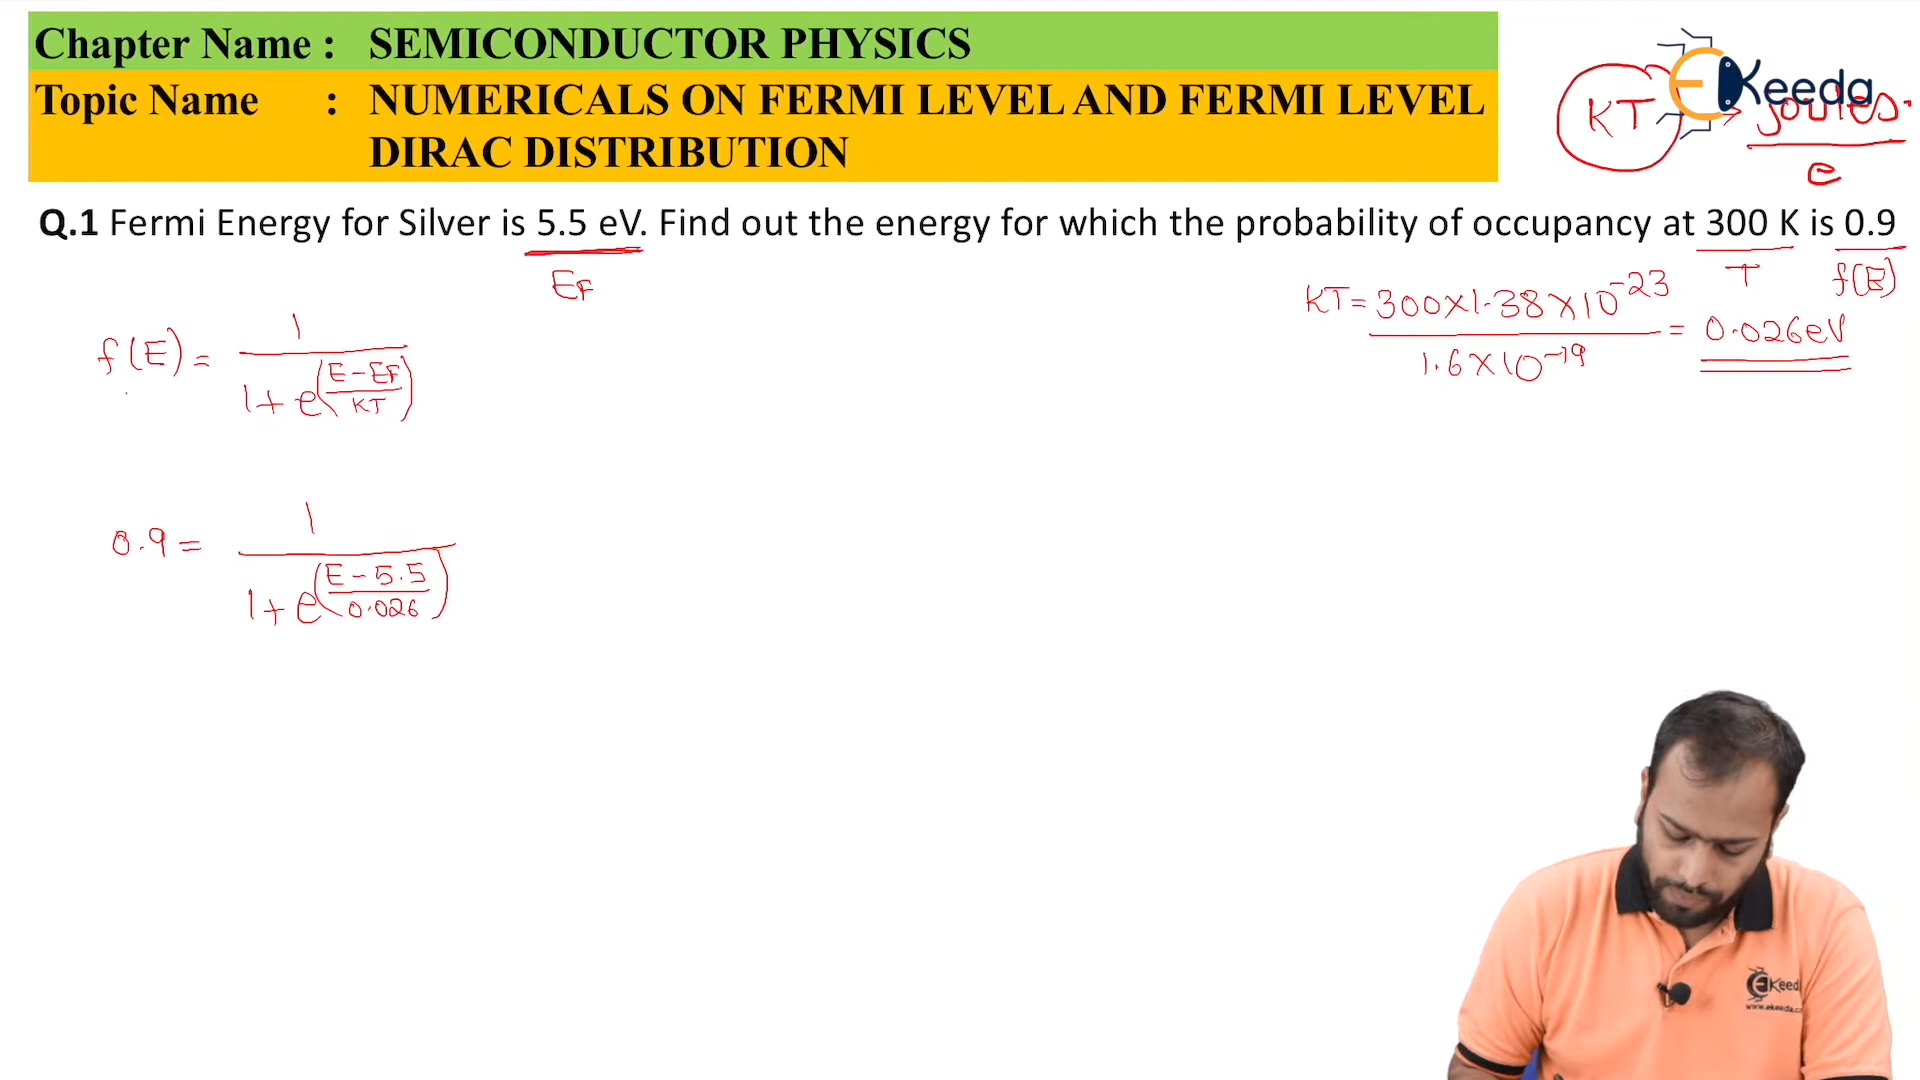 Chapter Name : SEMICONDUCTOR PHYSICS
Topic Name : NUMERICALS ON FERMI LEVEL AND FERMI LEVEL
DIRAC DISTRIBUTION
Keeda
KT → joules.
e
Q.1 Fermi Energy for Silver is 5.5 eV. Find out the energy for which the probability of occupancy at 300 K is 0.9
EF
T
f(E)
KT = 300×1.38×10^-23 / 1.6×10^-19 = 0.026eV
f(E) = 1 / 1+e^((E-EF)/KT)
0.9 = 1 / 1+e^((E-5.5)/0.026)
Keed